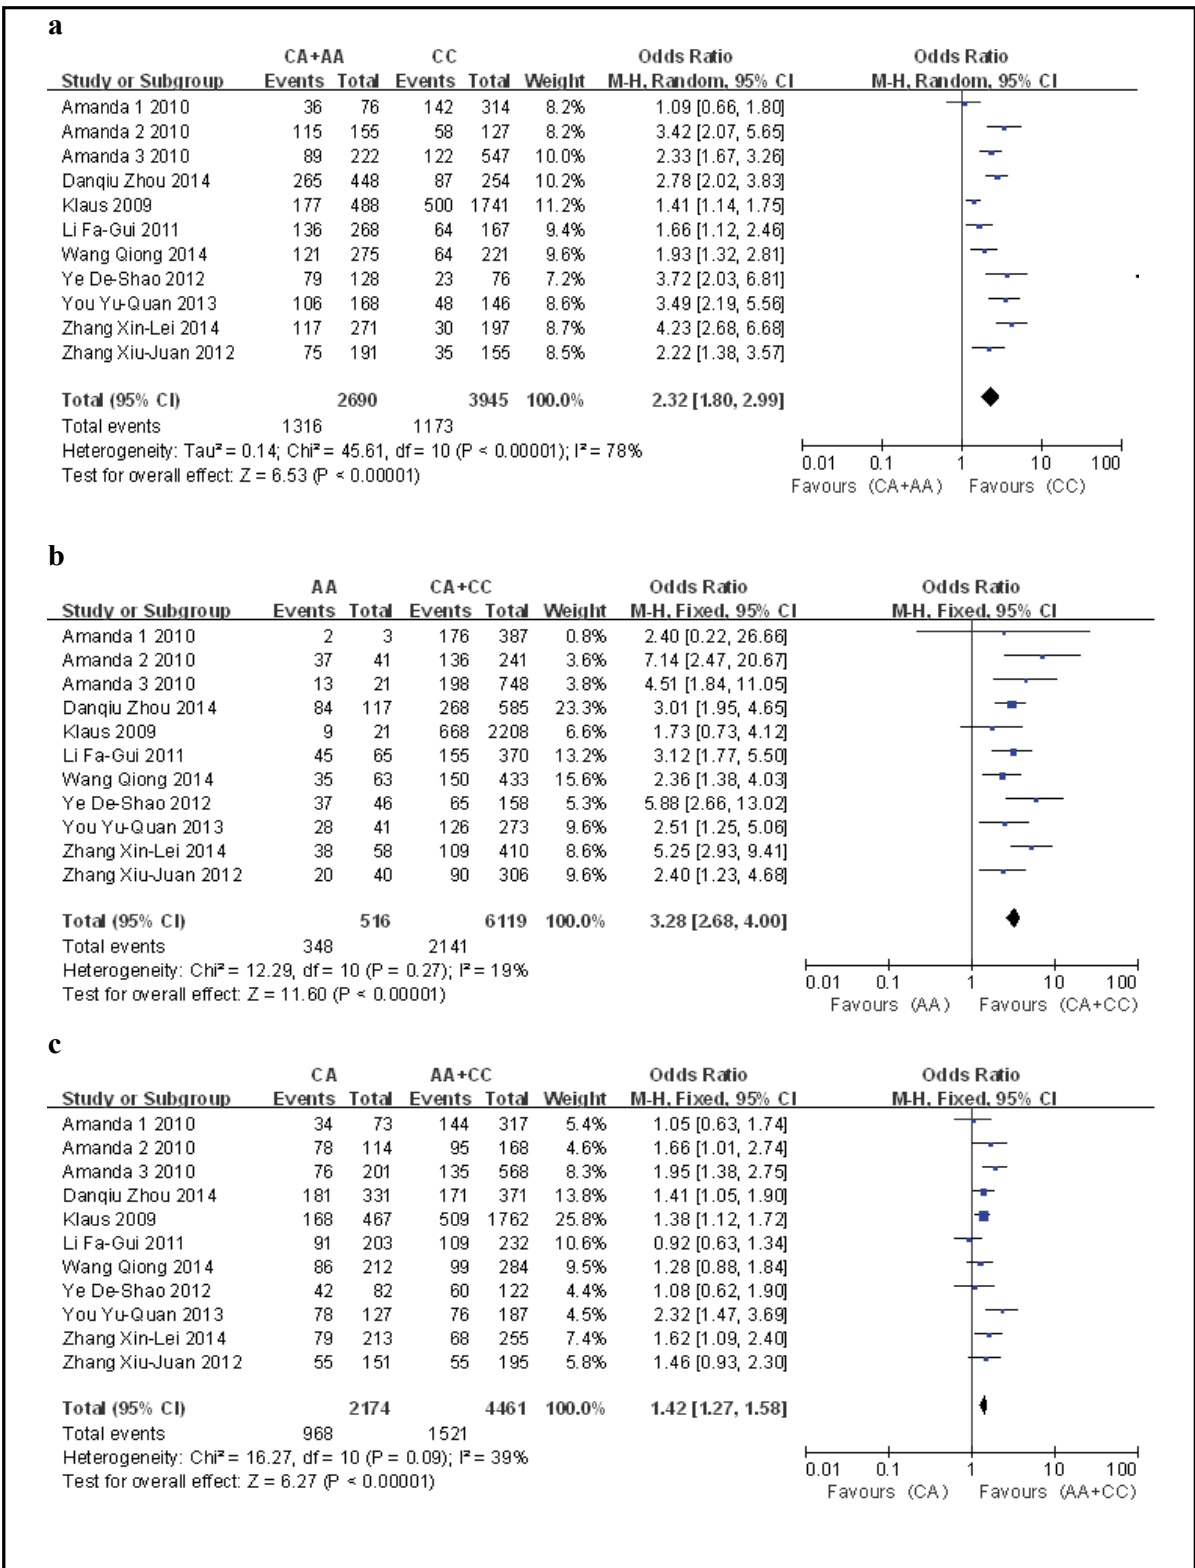 a
CA+AA CC Odds Ratio Odds Ratio
Study or Subgroup Events Total Events Total Weight M-H, Random, 95% CI M-H, Random, 95% CI
Amanda 1 2010 36 76 142 314 8.2% 1.09 [0.66, 1.80]
Amanda 2 2010 115 155 58 127 8.2% 3.42 [2.07, 5.65]
Amanda 3 2010 89 222 122 547 10.0% 2.33 [1.67, 3.26]
Danqiu Zhou 2014 265 448 87 254 10.2% 2.78 [2.02, 3.83]
Klaus 2009 177 488 500 1741 11.2% 1.41 [1.14, 1.75]
Li Fa-Gui 2011 136 268 64 167 9.4% 1.66 [1.12, 2.46]
Wang Qiong 2014 121 275 64 221 9.6% 1.93 [1.32, 2.81]
Ye De-Shao 2012 79 128 23 76 7.2% 3.72 [2.03, 6.81]
You Yu-Quan 2013 106 168 48 146 8.6% 3.49 [2.19, 5.56]
Zhang Xin-Lei 2014 117 271 30 197 8.7% 4.23 [2.68, 6.68]
Zhang Xiu-Juan 2012 75 191 35 155 8.5% 2.22 [1.38, 3.57]
Total (95% CI) 2690 3945 100.0% 2.32 [1.80, 2.99]
Total events 1316 1173
Heterogeneity: Tau² = 0.14; Chi² = 45.61, df = 10 (P < 0.00001); I² = 78%
Test for overall effect: Z = 6.53 (P < 0.00001)
0.01 0.1 1 10 100
Favours (CA+AA) Favours (CC)
b
AA CA+CC Odds Ratio Odds Ratio
Study or Subgroup Events Total Events Total Weight M-H, Fixed, 95% CI M-H, Fixed, 95% CI
Amanda 1 2010 2 3 176 387 0.8% 2.40 [0.22, 26.66]
Amanda 2 2010 37 41 136 241 3.6% 7.14 [2.47, 20.67]
Amanda 3 2010 13 21 198 748 3.8% 4.51 [1.84, 11.05]
Danqiu Zhou 2014 84 117 268 585 23.3% 3.01 [1.95, 4.65]
Klaus 2009 9 21 668 2208 6.6% 1.73 [0.73, 4.12]
Li Fa-Gui 2011 45 65 155 370 13.2% 3.12 [1.77, 5.50]
Wang Qiong 2014 35 63 150 433 15.6% 2.36 [1.38, 4.03]
Ye De-Shao 2012 37 46 65 158 5.3% 5.88 [2.66, 13.02]
You Yu-Quan 2013 28 41 126 273 9.6% 2.51 [1.25, 5.06]
Zhang Xin-Lei 2014 38 58 109 410 8.6% 5.25 [2.93, 9.41]
Zhang Xiu-Juan 2012 20 40 90 306 9.6% 2.40 [1.23, 4.68]
Total (95% CI) 516 6119 100.0% 3.28 [2.68, 4.00]
Total events 348 2141
Heterogeneity: Chi² = 12.29, df = 10 (P = 0.27); I² = 19%
Test for overall effect: Z = 11.60 (P < 0.00001)
0.01 0.1 1 10 100
Favours (AA) Favours (CA+CC)
c
CA AA+CC Odds Ratio Odds Ratio
Study or Subgroup Events Total Events Total Weight M-H, Fixed, 95% CI M-H, Fixed, 95% CI
Amanda 1 2010 34 73 144 317 5.4% 1.05 [0.63, 1.74]
Amanda 2 2010 78 114 95 168 4.6% 1.66 [1.01, 2.74]
Amanda 3 2010 76 201 135 568 8.3% 1.95 [1.38, 2.75]
Danqiu Zhou 2014 181 331 171 371 13.8% 1.41 [1.05, 1.90]
Klaus 2009 168 467 509 1762 25.8% 1.38 [1.12, 1.72]
Li Fa-Gui 2011 91 203 109 232 10.6% 0.92 [0.63, 1.34]
Wang Qiong 2014 86 212 99 284 9.5% 1.28 [0.88, 1.84]
Ye De-Shao 2012 42 82 60 122 4.4% 1.08 [0.62, 1.90]
You Yu-Quan 2013 78 127 76 187 4.5% 2.32 [1.47, 3.69]
Zhang Xin-Lei 2014 79 213 68 255 7.4% 1.62 [1.09, 2.40]
Zhang Xiu-Juan 2012 55 151 55 195 5.8% 1.46 [0.93, 2.30]
Total (95% CI) 2174 4461 100.0% 1.42 [1.27, 1.58]
Total events 968 1521
Heterogeneity: Chi² = 16.27, df = 10 (P = 0.09); I² = 39%
Test for overall effect: Z = 6.27 (P < 0.00001)
0.01 0.1 1 10 100
Favours (CA) Favours (AA+CC)